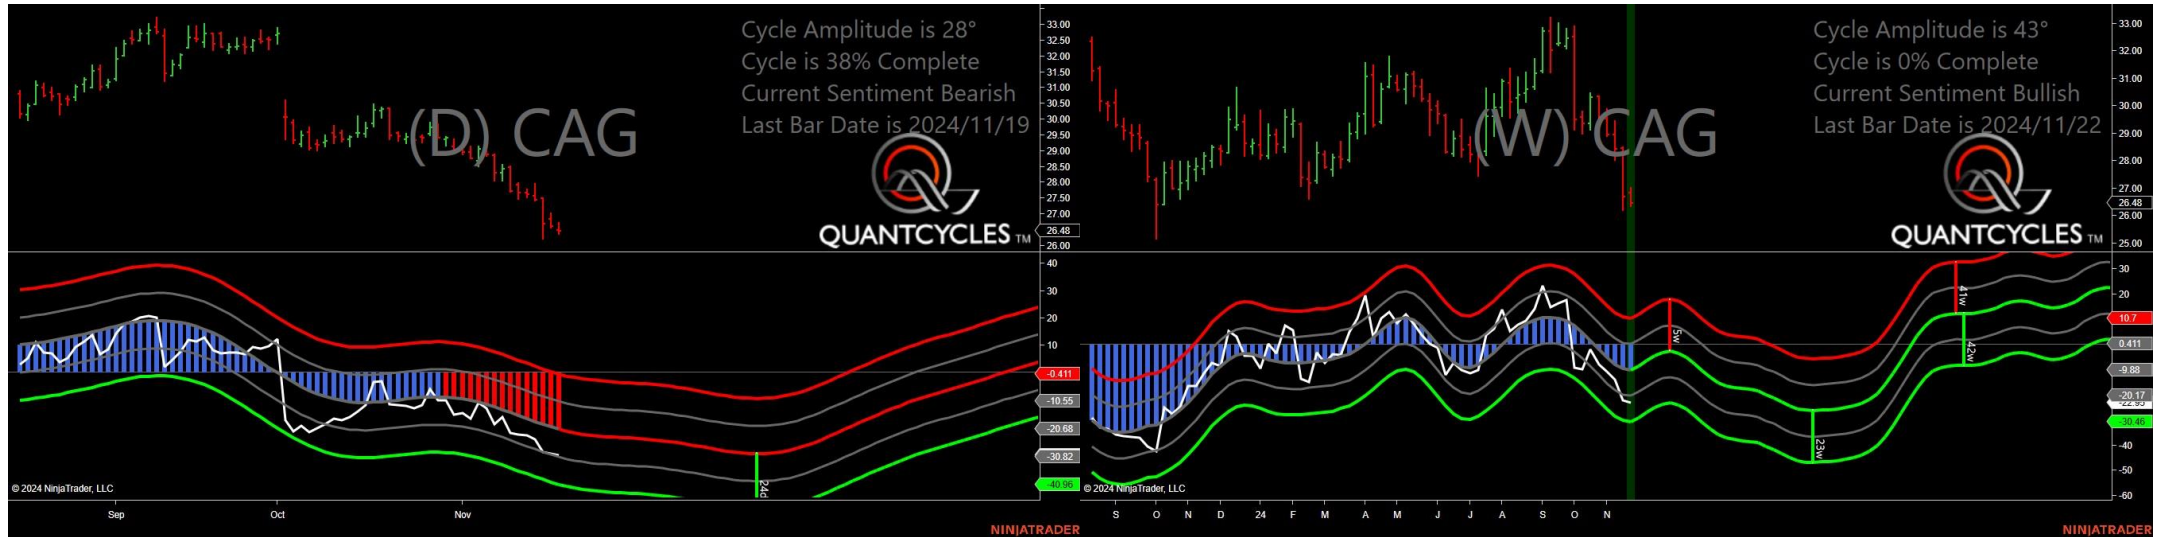 Cycle Amplitude is 28°
Cycle is 38% Complete
Current Sentiment Bearish
Last Bar Date is 2024/11/19
(D) CAG
QUANTCYCLES TM
33.00
32.50
32.00
31.50
31.00
30.50
30.00
29.50
29.00
28.50
28.00
27.50
27.00
26.48
26.00
40
30
20
10
-0.411
-10.55
-20.68
-30.82
-40.96
24d
© 2024 NinjaTrader, LLC
Sep Oct Nov
NINJATRADER
Cycle Amplitude is 43°
Cycle is 0% Complete
Current Sentiment Bullish
Last Bar Date is 2024/11/22
(W) CAG
QUANTCYCLES TM
33.00
32.00
31.00
30.00
29.00
28.00
27.00
26.48
26.00
25.00
30
20
10.7
0.411
-9.88
-20.17
-22.95
-30.46
-40
-50
-60
5w
23w
41w
42w
© 2024 NinjaTrader, LLC
S O N D 24 F M A M J J A S O N
NINJATRADER